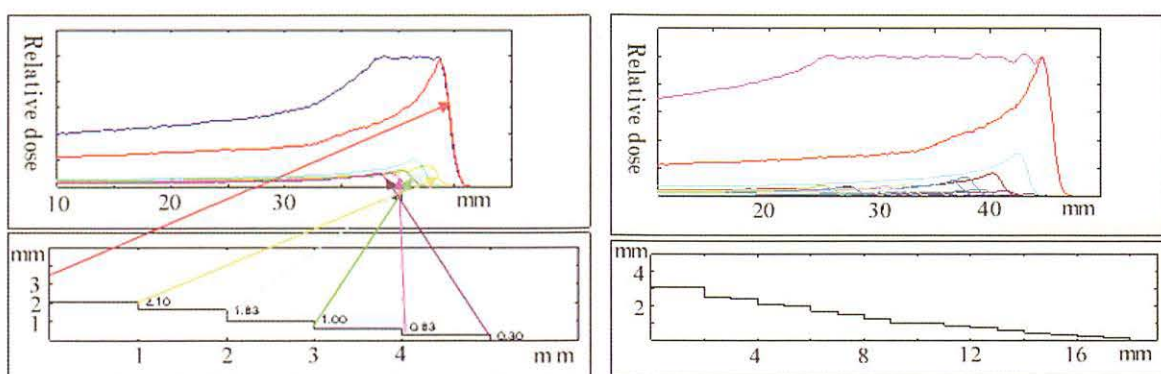 Relative dose
10 20 30 mm
Relative dose
20 30 40 mm
mm
3
2
1
2.10
1.83
1.00
0.83
0.30
1 2 3 4 mm
mm
4
2
4 8 12 16 mm